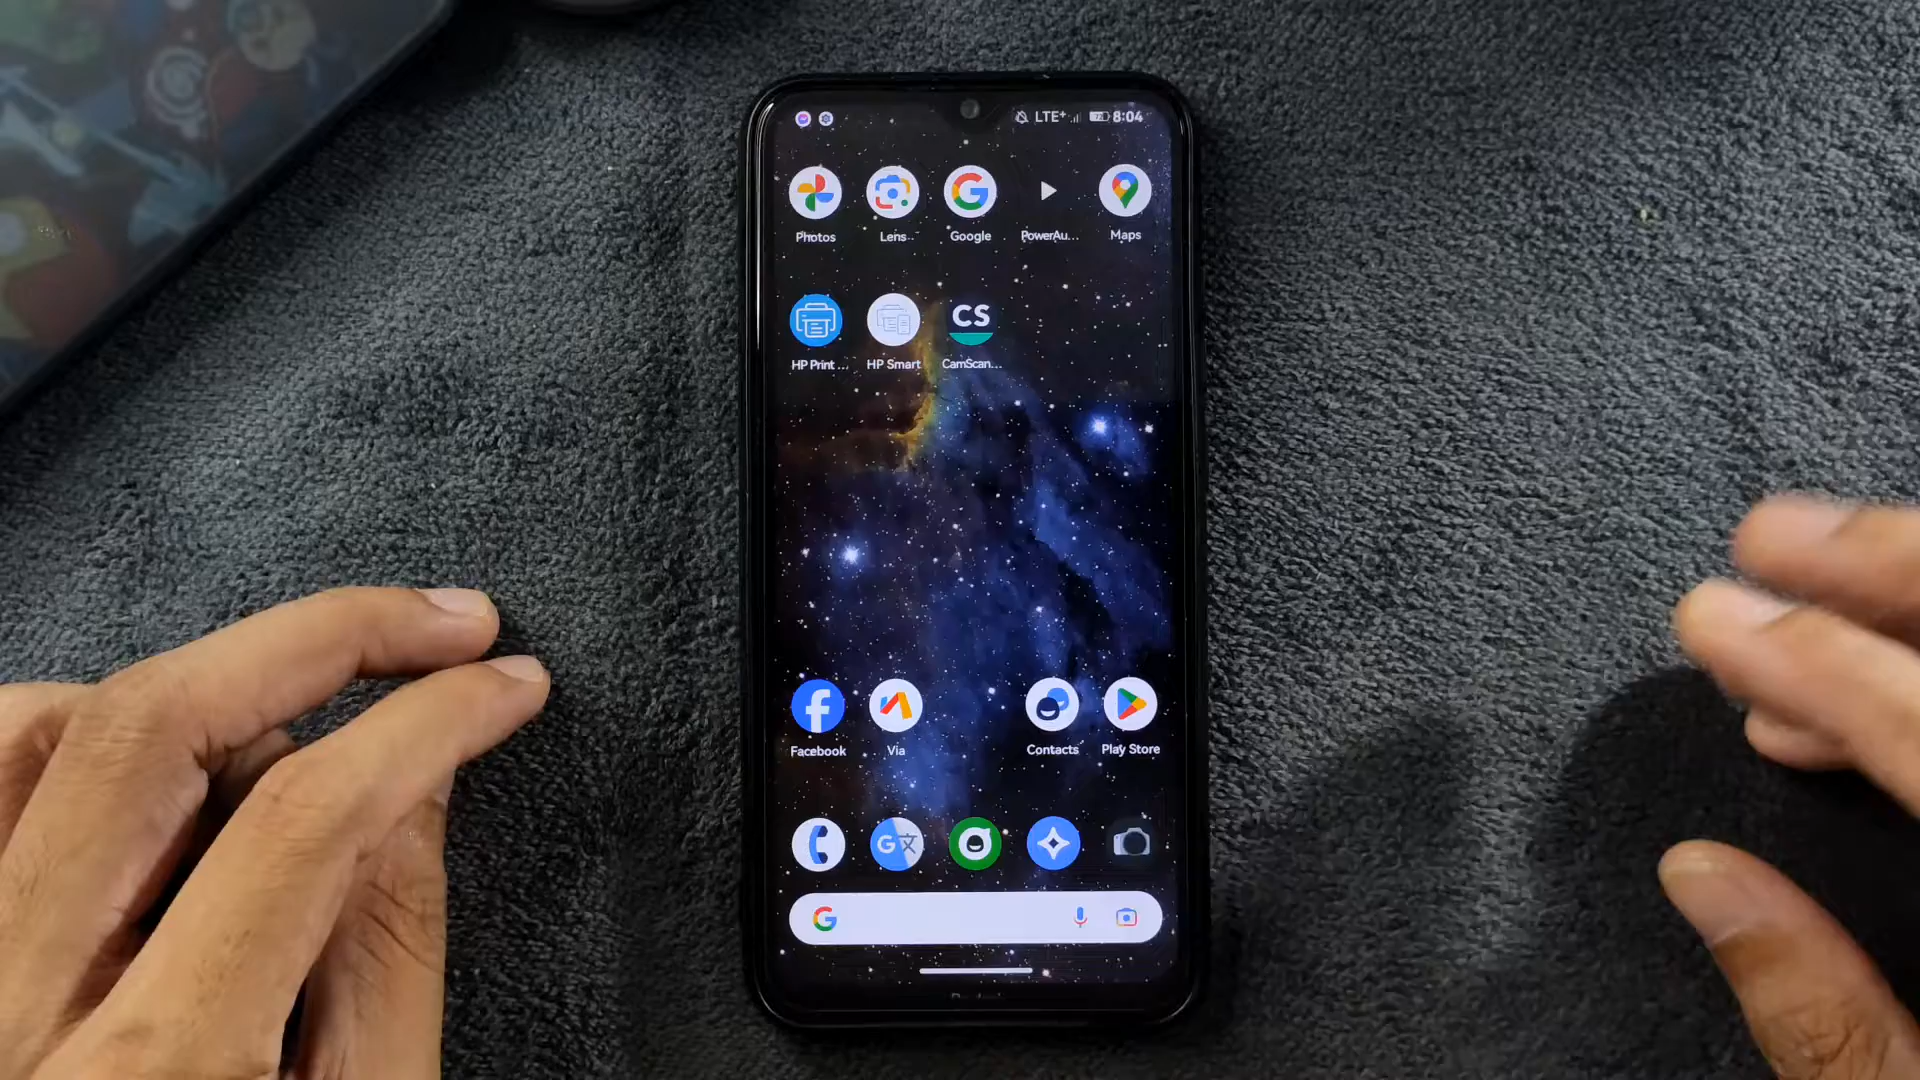 LTE+ 8:04
Photos Lens.. Google PowerAu... Maps
CS
HP Print ... HP Smart CamScan...
Facebook Via Contacts Play Store